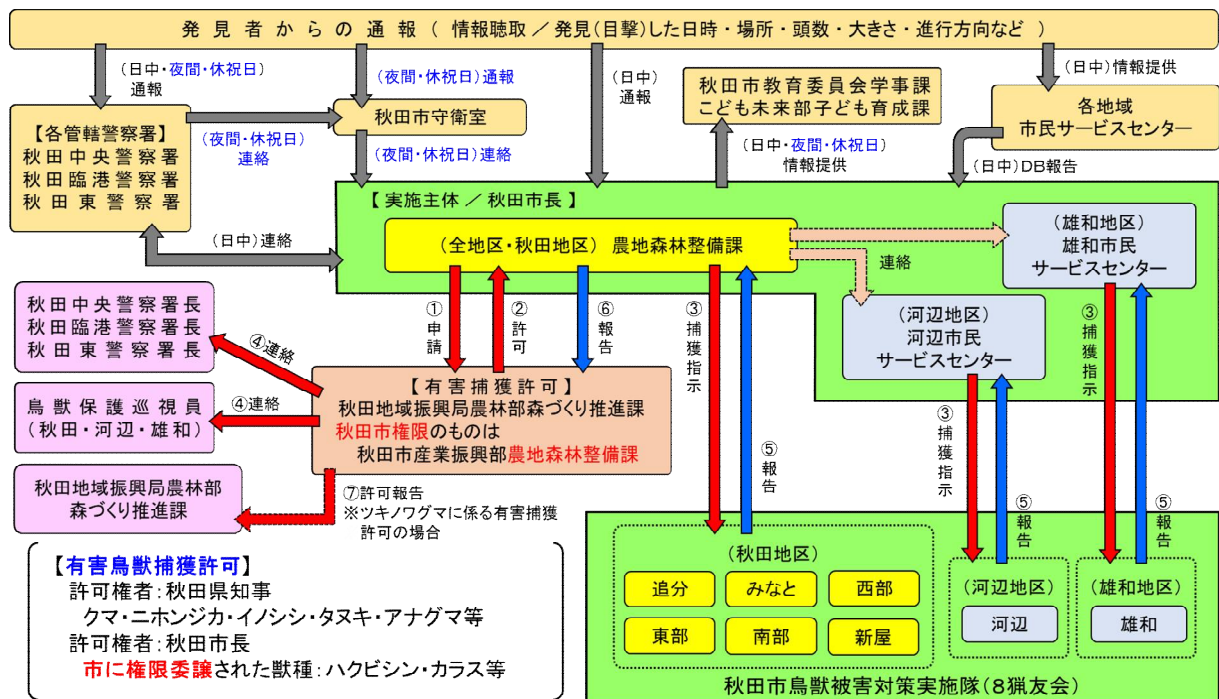 発見者からの通報(情報聴取/発見(目撃)した日時・場所・頭数・大きさ・進行方向など)
(日中・夜間・休祝日)
通報
(夜間・休祝日)通報
(日中)
通報
(日中)情報提供
秋田市教育委員会学事課
こども未来部子ども育成課
各地域
市民サービスセンター
【各管轄警察署】
秋田中央警察署
秋田臨港警察署
秋田東警察署
(夜間・休祝日)
連絡
秋田市守衛室
(夜間・休祝日)連絡
(日中・夜間・休祝日)
情報提供
(日中)DB報告
【実施主体/秋田市長】
(日中)連絡
(全地区・秋田地区) 農地森林整備課
連絡
(雄和地区)
雄和市民
サービスセンター
(河辺地区)
河辺市民
サービスセンター
①申請
②許可
⑥報告
③捕獲指示
⑤報告
③捕獲指示
⑤報告
③捕獲指示
⑤報告
秋田中央警察署長
秋田臨港警察署長
秋田東警察署長
④連絡
鳥獣保護巡視員
(秋田・河辺・雄和)
④連絡
【有害捕獲許可】
秋田地域振興局農林部森づくり推進課
秋田市権限のものは
秋田市産業振興部農地森林整備課
秋田地域振興局農林部
森づくり推進課
⑦許可報告
※ツキノワグマに係る有害捕獲
許可の場合
【有害鳥獣捕獲許可】
許可権者:秋田県知事
クマ・ニホンジカ・イノシシ・タヌキ・アナグマ等
許可権者:秋田市長
市に権限委譲された獣種:ハクビシン・カラス等
(秋田地区)
追分 みなと 西部
東部 南部 新屋
(河辺地区)
河辺
(雄和地区)
雄和
秋田市鳥獣被害対策実施隊(8猟友会)